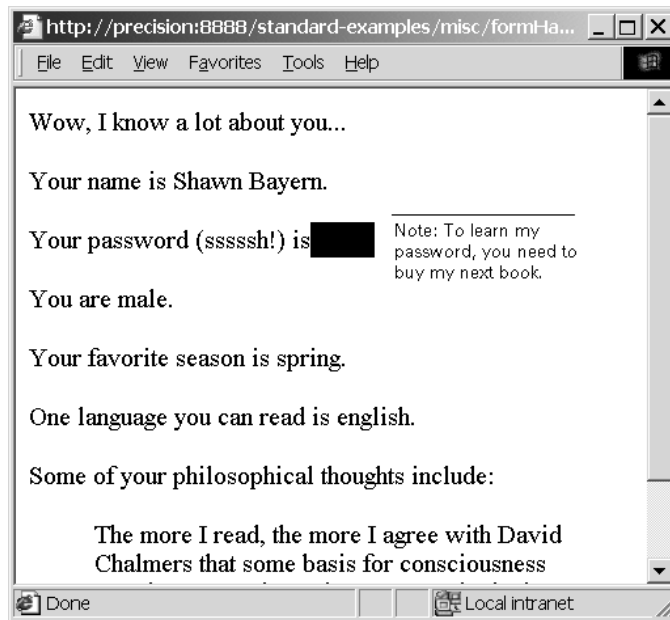 http://precision:8888/standard-examples/misc/formHa...
File Edit View Favorites Tools Help
Wow, I know a lot about you...
Your name is Shawn Bayern.
Your password (sssssh!) is
Note: To learn my
password, you need to
buy my next book.
You are male.
Your favorite season is spring.
One language you can read is english.
Some of your philosophical thoughts include:
The more I read, the more I agree with David
Chalmers that some basis for consciousness
Done
Local intranet